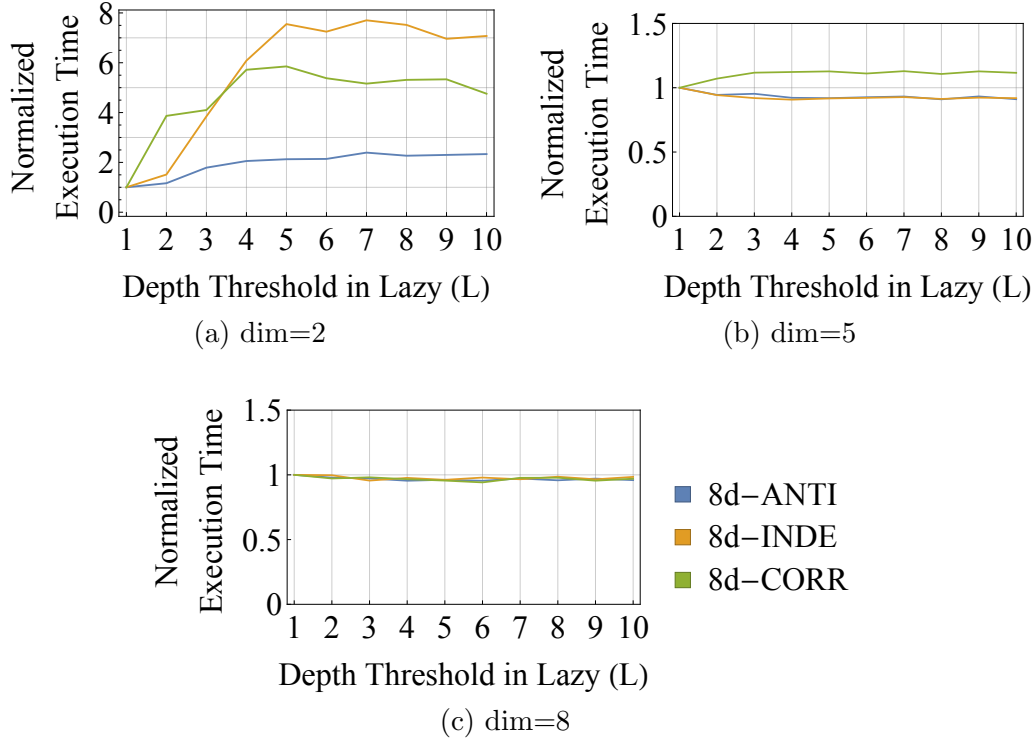 8
6
4
2
0
Normalized
Execution Time
1 2 3 4 5 6 7 8 9 10
Depth Threshold in Lazy (L)
(a) dim=2
1.5
1
0.5
0
Normalized
Execution Time
1 2 3 4 5 6 7 8 9 10
Depth Threshold in Lazy (L)
(b) dim=5
1.5
1
0.5
0
Normalized
Execution Time
1 2 3 4 5 6 7 8 9 10
Depth Threshold in Lazy (L)
(c) dim=8
8d−ANTI
8d−INDE
8d−CORR